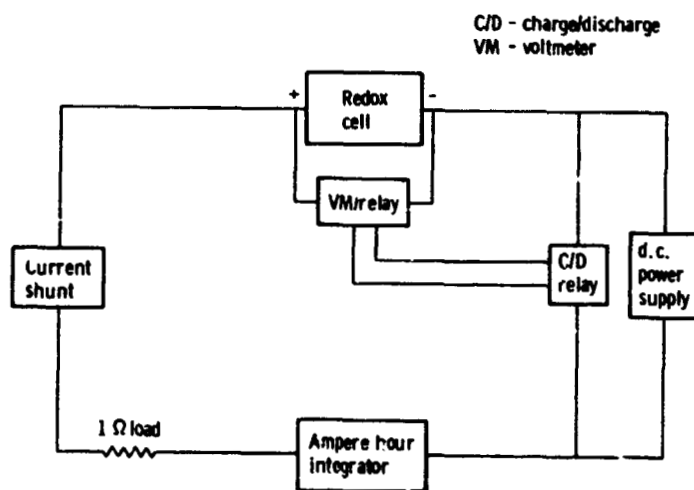 C/D - charge/discharge
VM - voltmeter
+
-
Redox
cell
VM/relay
Current
shunt
C/D
relay
d.c.
power
supply
1 Ω load
Ampere hour
integrator